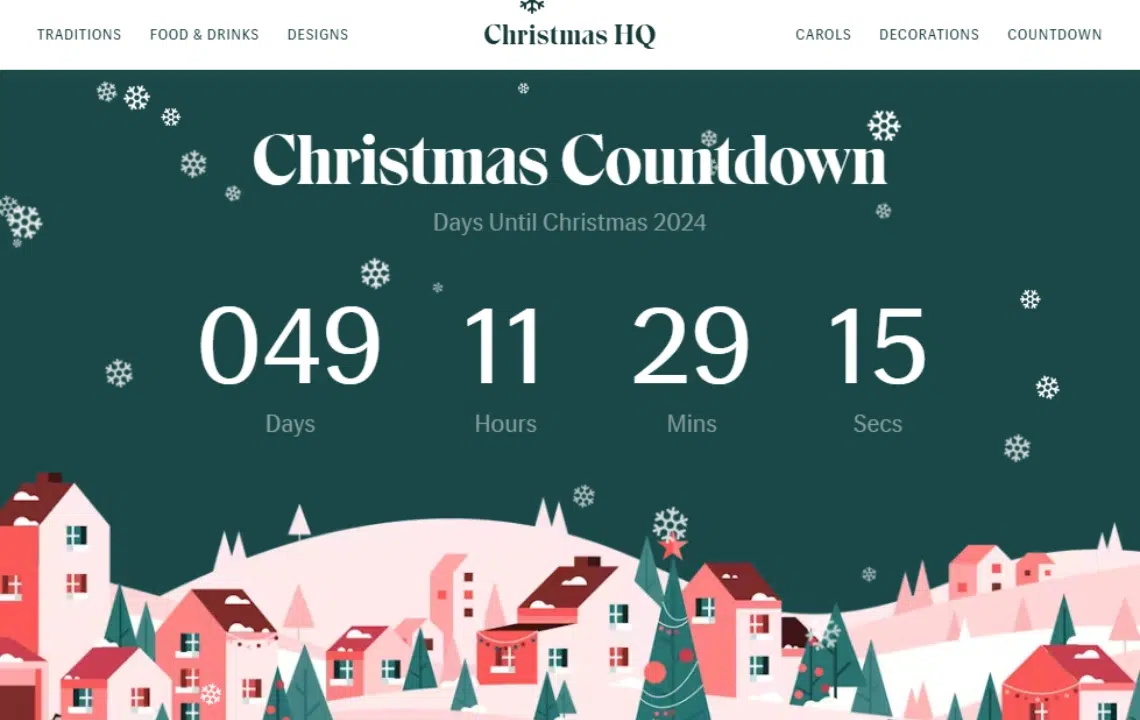 TRADITIONS FOOD & DRINKS DESIGNS Christmas HQ CAROLS DECORATIONS COUNTDOWN
Christmas Countdown
Days Until Christmas 2024
049 11 29 15
Days Hours Mins Secs